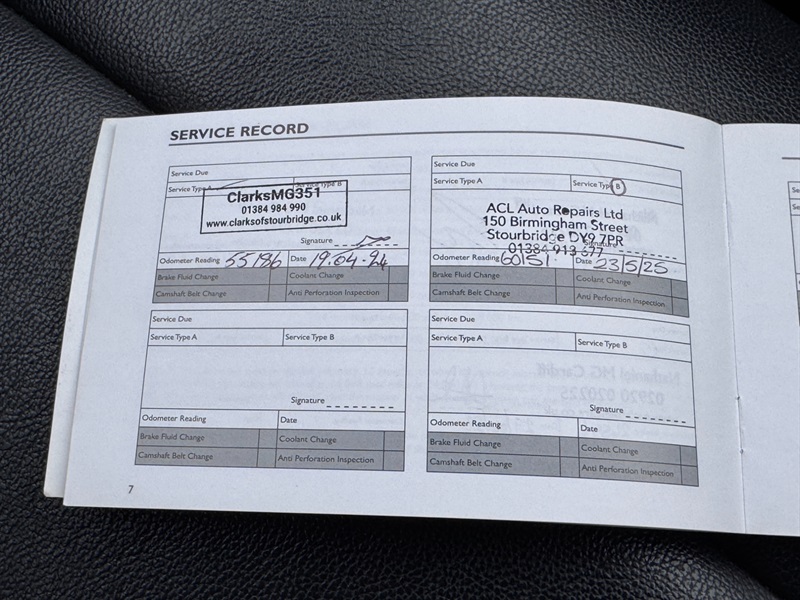 SERVICE RECORD
Service Due
Service Type A Service Type B
ClarksMG351
01384 984 990
www.clarksofstourbridge.co.uk
Signature
Odometer Reading 55186 Date 19.04.24
Brake Fluid Change Coolant Change
Camshaft Belt Change Anti Perforation Inspection
Service Due
Service Type A Service Type B
ACL Auto Repairs Ltd
150 Birmingham Street
Stourbridge DY9 7PR
01384 913 677
Signature
Odometer Reading 60151 Date 23/5/25
Brake Fluid Change Coolant Change
Camshaft Belt Change Anti Perforation Inspection
Service Due
Service Type A Service Type B
Signature
Odometer Reading Date
Brake Fluid Change Coolant Change
Camshaft Belt Change Anti Perforation Inspection
Service Due
Service Type A Service Type B
Signature
Odometer Reading Date
Brake Fluid Change Coolant Change
Camshaft Belt Change Anti Perforation Inspection
7